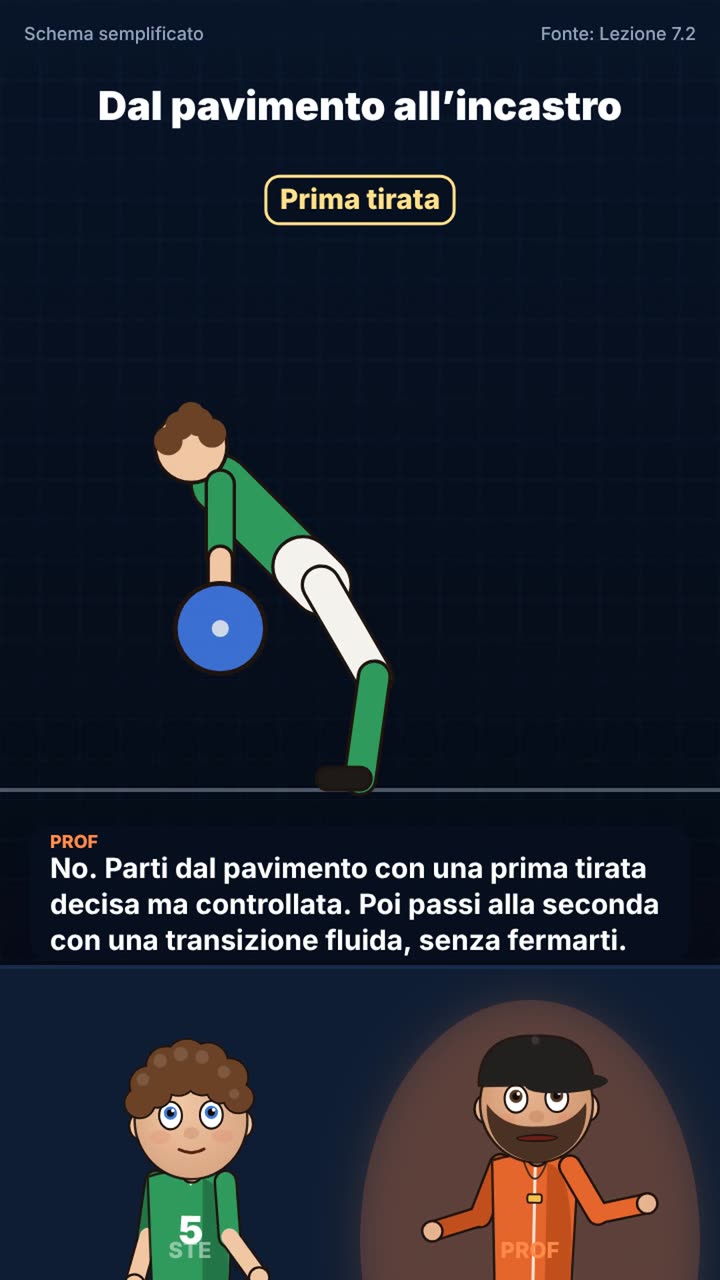 Schema semplificato
Fonte: Lezione 7.2
Dal pavimento all’incastro
Prima tirata
PROF
No. Parti dal pavimento con una prima tirata
decisa ma controllata. Poi passi alla seconda
con una transizione fluida, senza fermarti.
5
STE
PROF